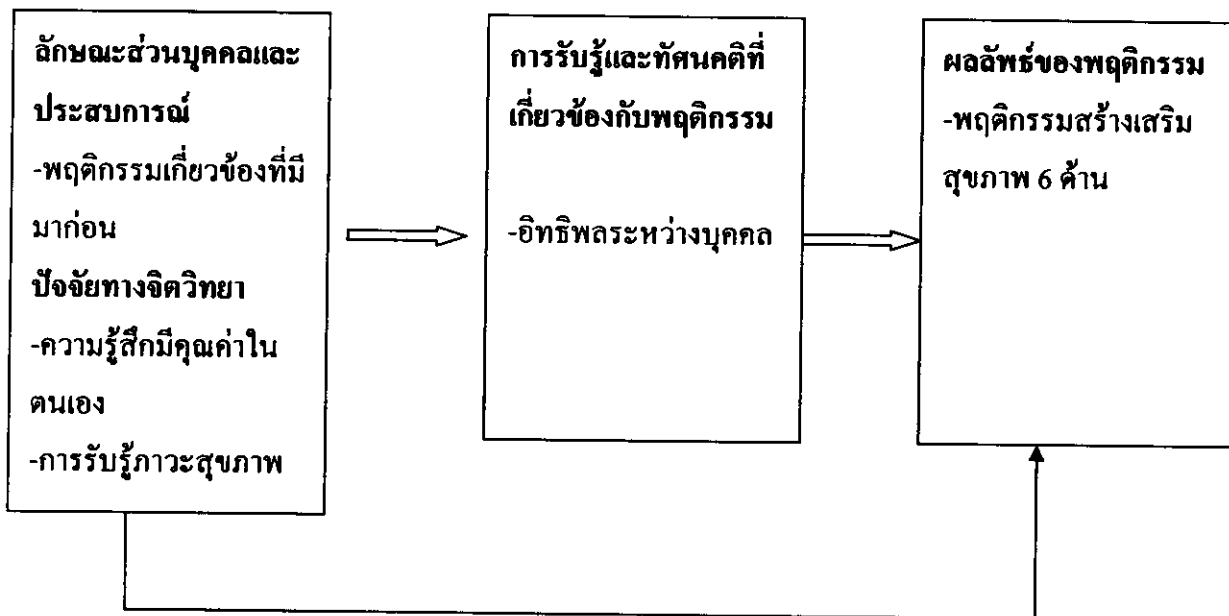 ลักษณะส่วนบุคคลและ
ประสบการณ์
-พฤติกรรมเกี่ยวข้องที่มี
มาก่อน
ปัจจัยทางจิตวิทยา
-ความรู้สึกมีคุณค่าใน
ตนเอง
-การรับรู้ภาวะสุขภาพ
การรับรู้และทัศนคติที่
เกี่ยวข้องกับพฤติกรรม
-อิทธิพลระหว่างบุคคล
ผลลัพธ์ของพฤติกรรม
-พฤติกรรมสร้างเสริม
สุขภาพ 6 ด้าน